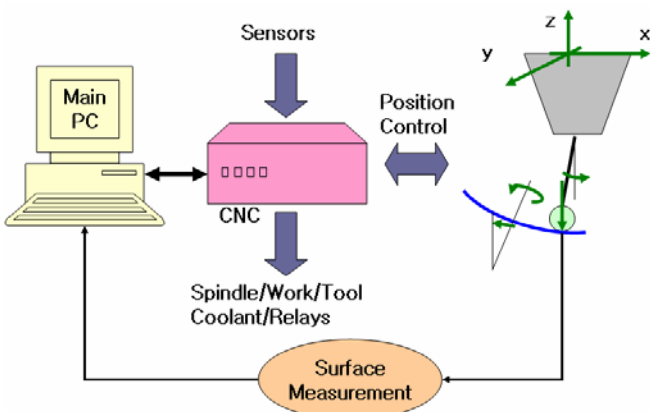 Sensors
z
x
y
Main
PC
Position
Control
CNC
Spindle/Work/Tool
Coolant/Relays
Surface
Measurement